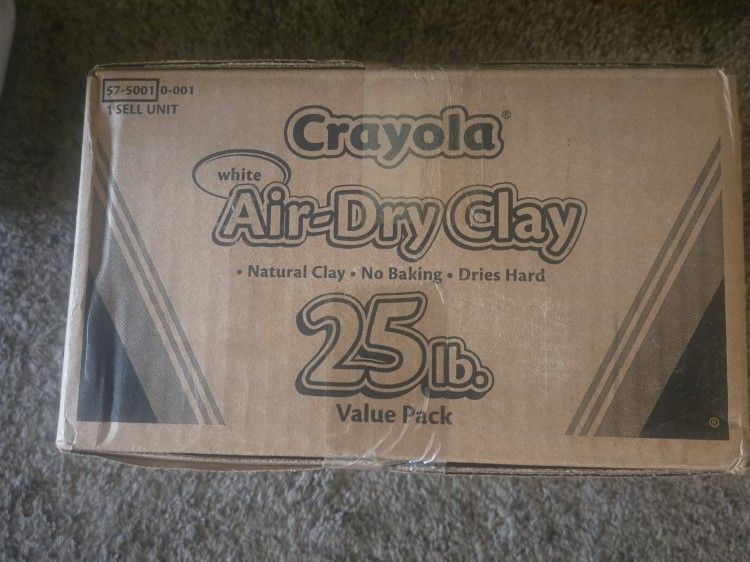 57-5001 0-001
1 SELL UNIT
Crayola®
white
Air-Dry Clay
• Natural Clay • No Baking • Dries Hard
25 lb.
Value Pack
®